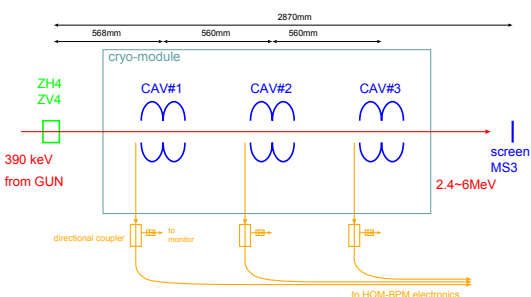 2870mm
568mm
560mm
560mm
cryo-module
ZH4
ZV4
CAV#1
CAV#2
CAV#3
390 keV
from GUN
screen
MS3
2.4~6MeV
directional coupler
to
monitor
to HOM-BPM electronics